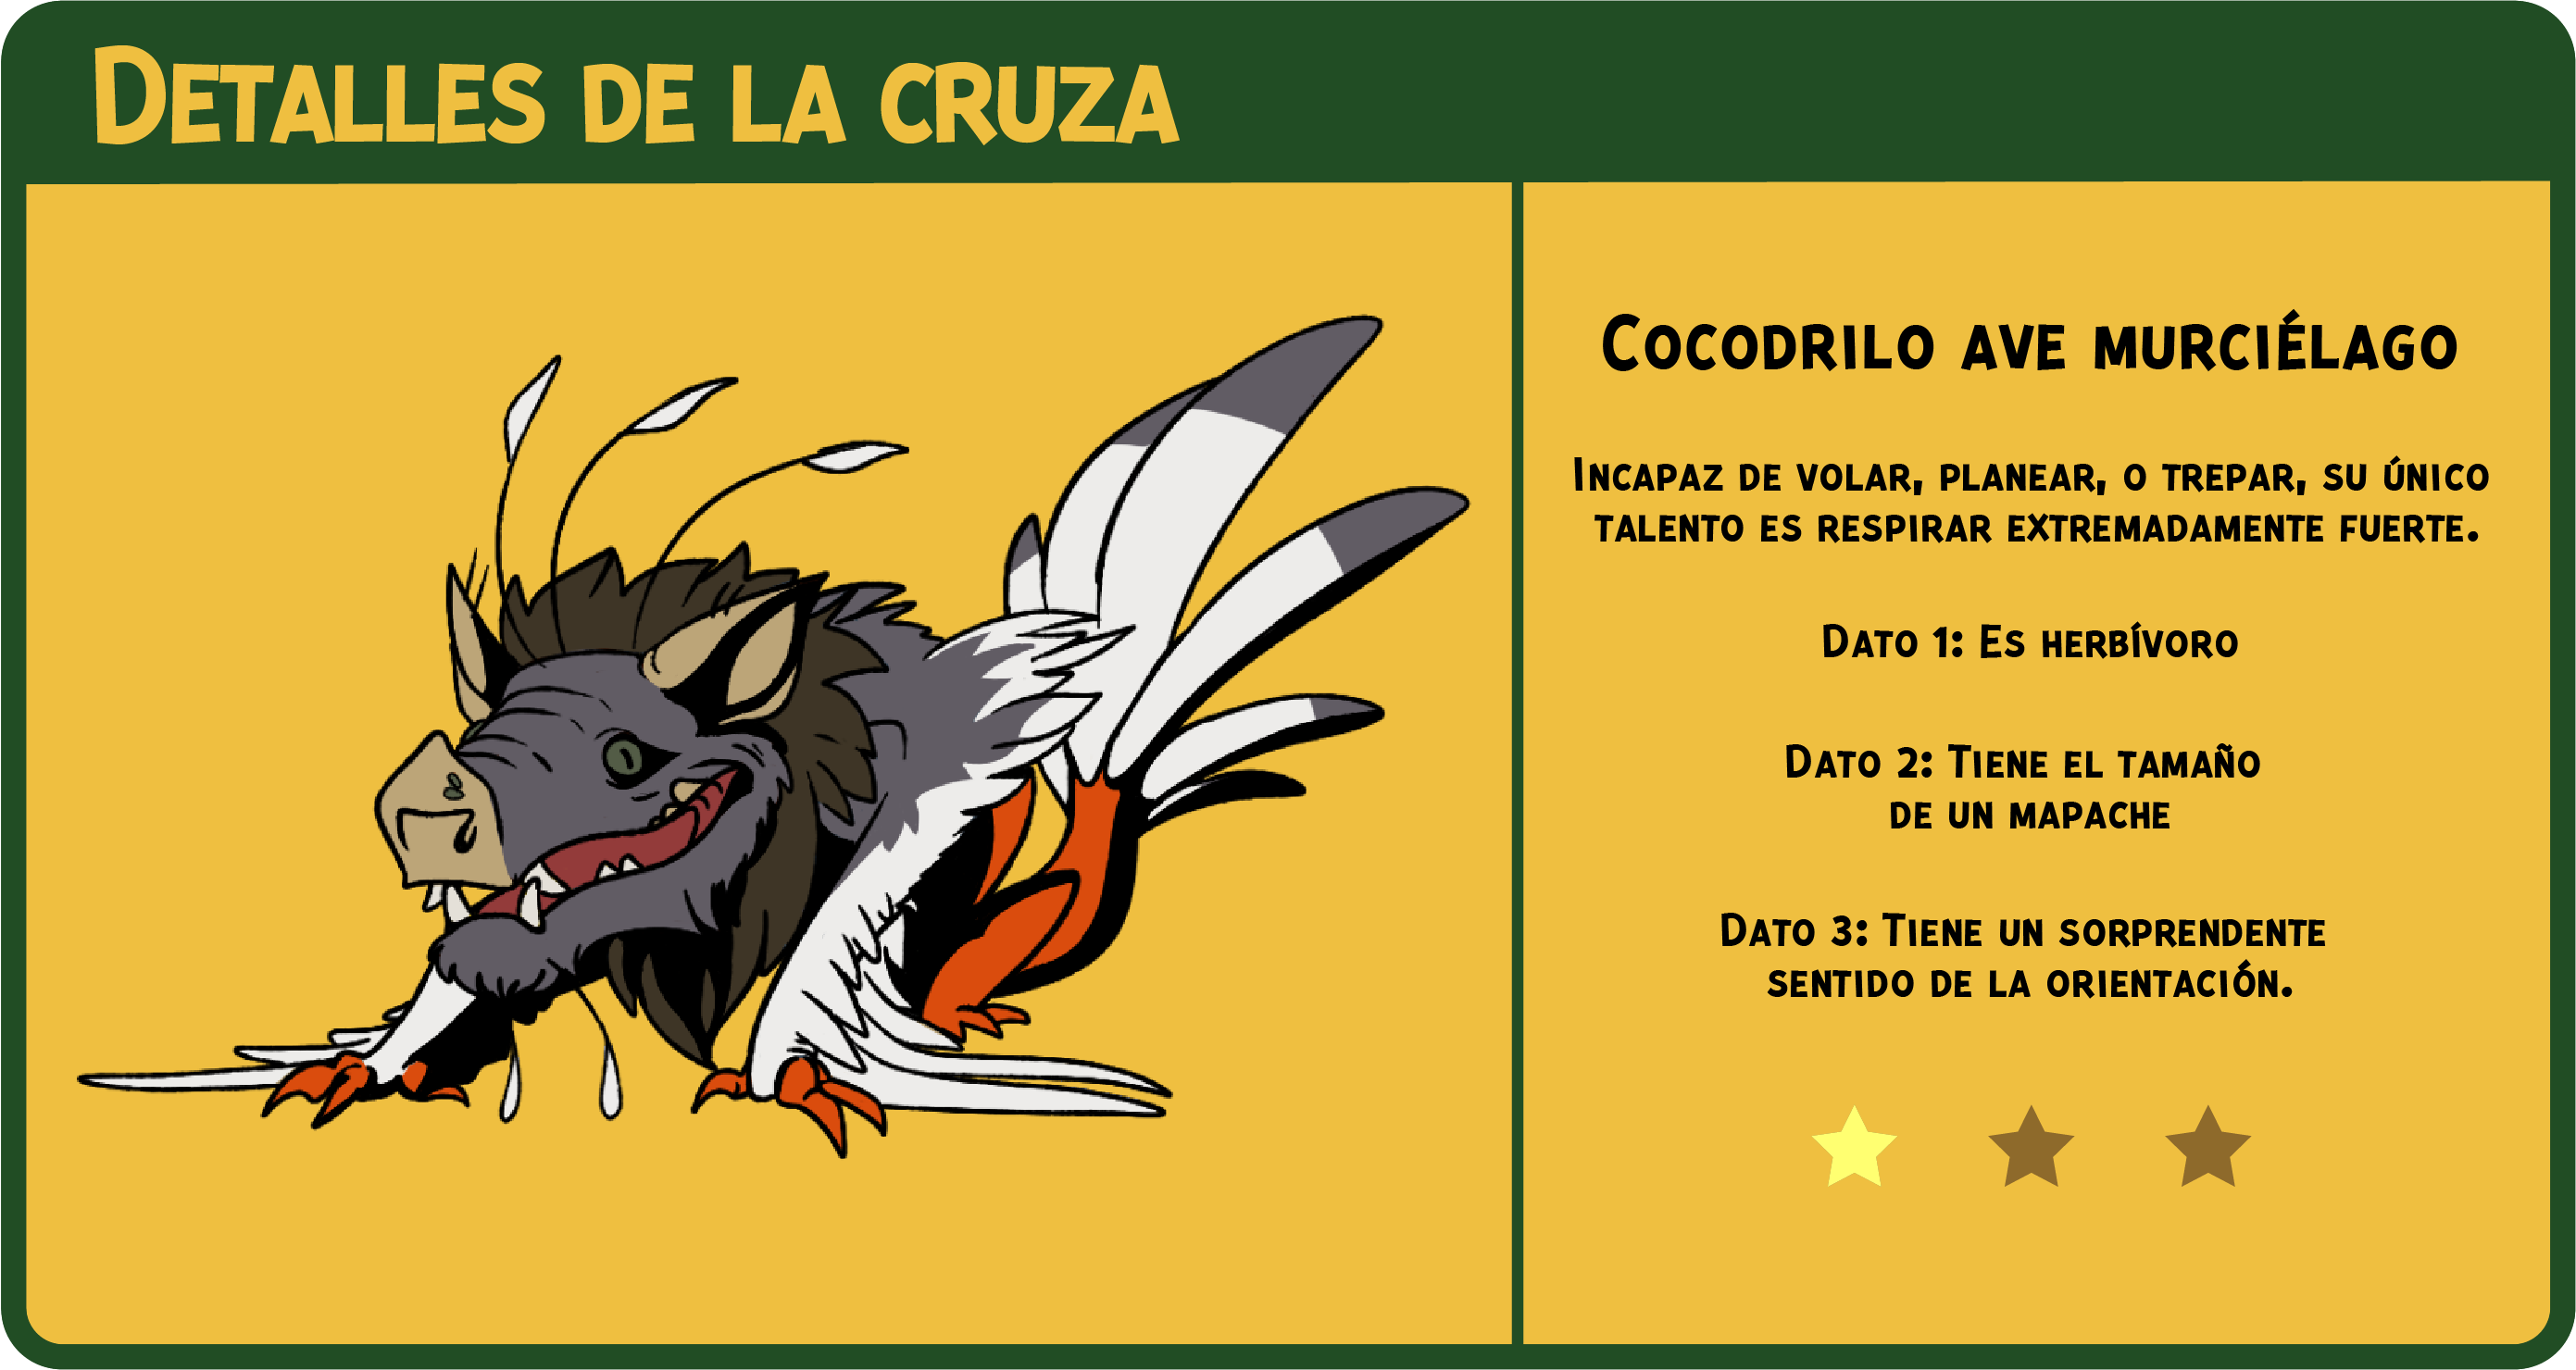 Detalles de la cruza
Cocodrilo ave murciélago
Incapaz de volar, planear, o trepar, su único
talento es respirar extremadamente fuerte.
Dato 1: Es herbívoro
Dato 2: Tiene el tamaño
de un mapache
Dato 3: Tiene un sorprendente
sentido de la orientación.